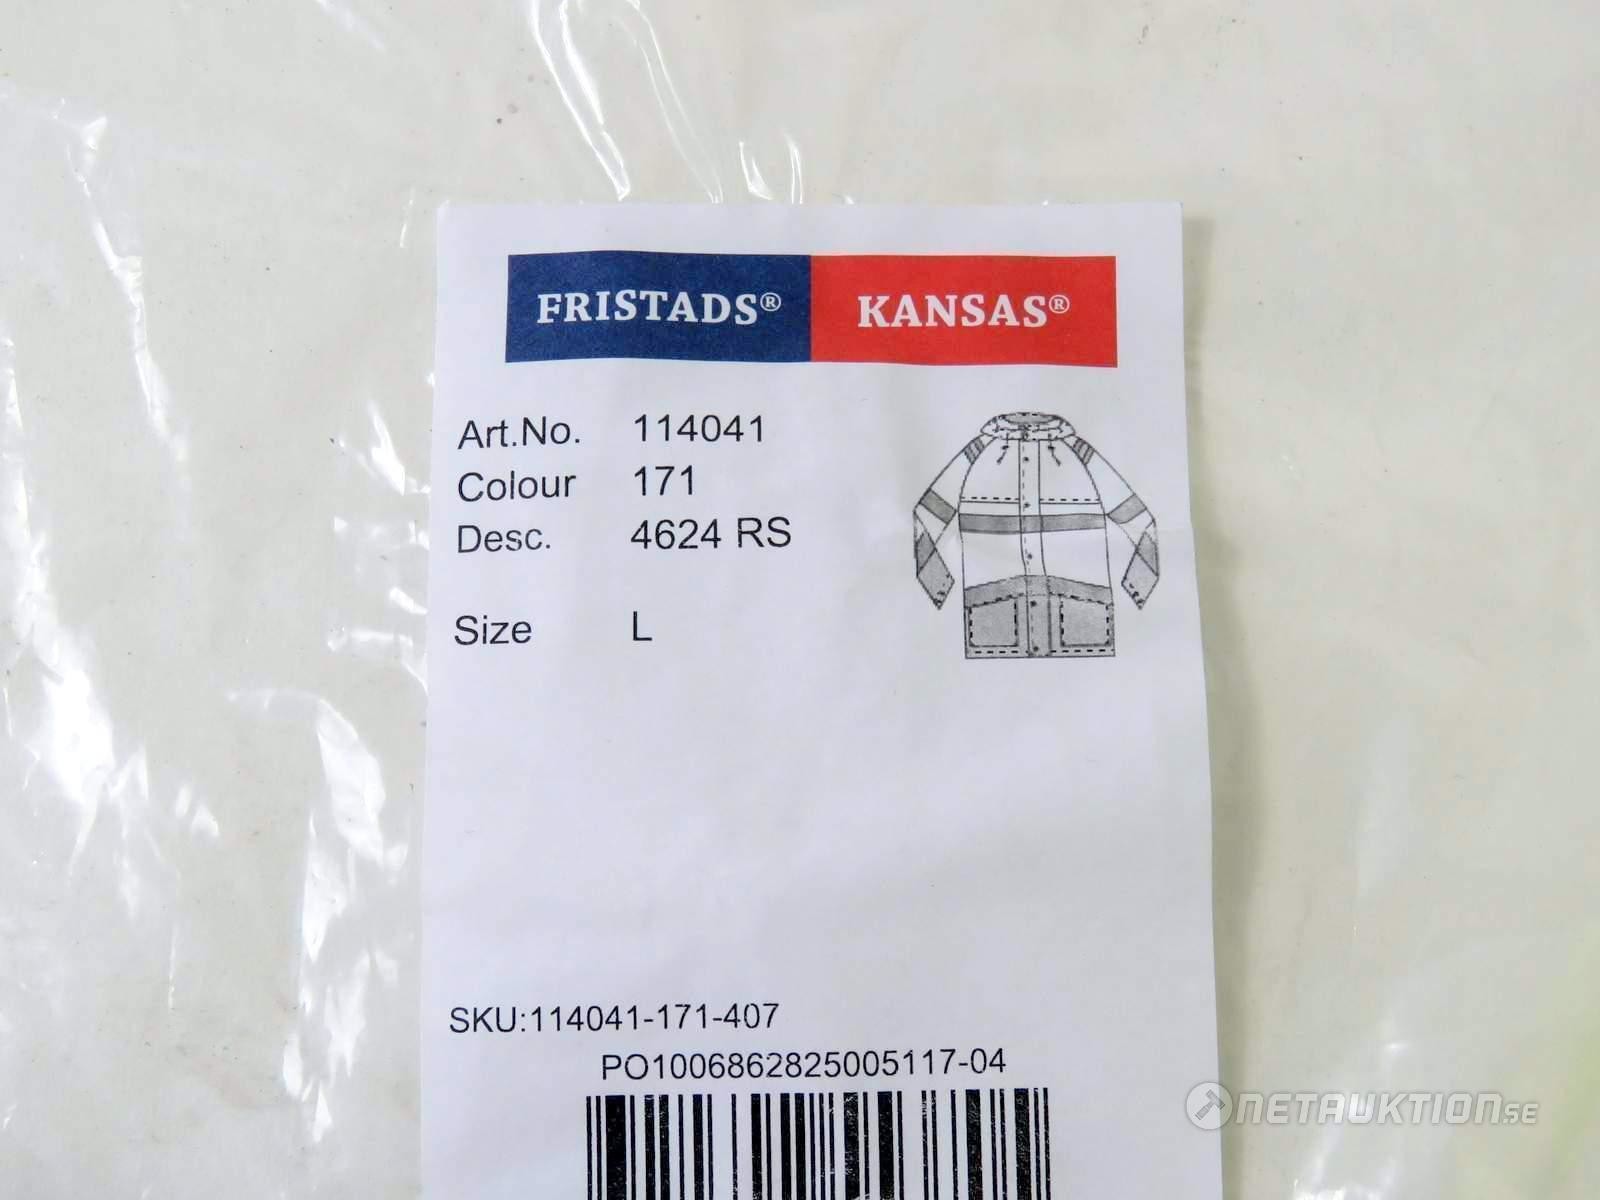 FRISTADS® KANSAS®
Art.No. 114041
Colour 171
Desc. 4624 RS
Size L
SKU:114041-171-407
PO1006862825005117-04
NETAUKTION.SE